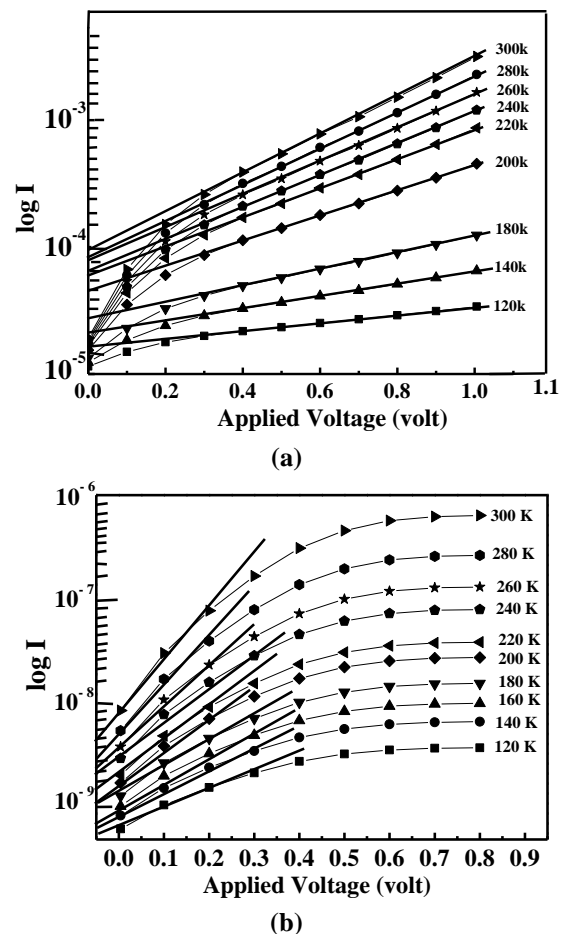 10^-3
10^-4
10^-5
log I
300k
280k
260k
240k
220k
200k
180k
140k
120k
0.0 0.2 0.4 0.6 0.8 1.0 1.1
Applied Voltage (volt)
(a)
10^-6
10^-7
10^-8
10^-9
log I
300 K
280 K
260 K
240 K
220 K
200 K
180 K
160 K
140 K
120 K
0.0 0.1 0.2 0.3 0.4 0.5 0.6 0.7 0.8 0.9
Applied Voltage (volt)
(b)